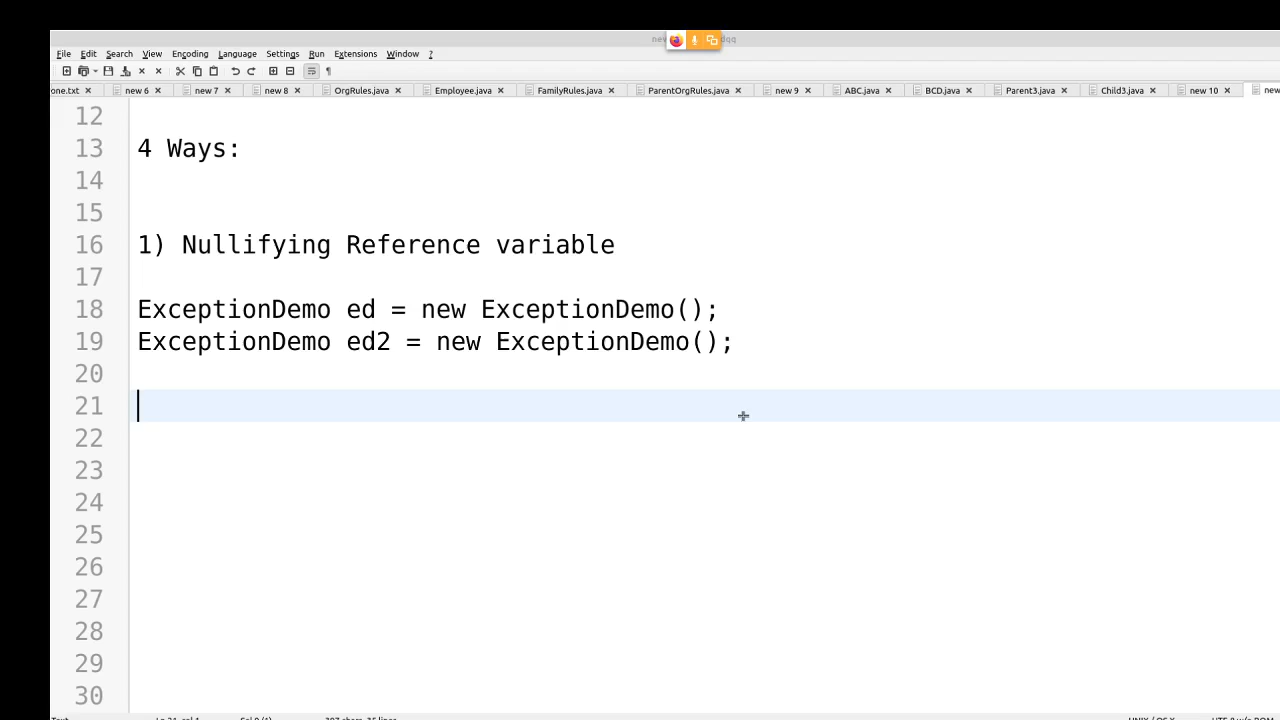 File Edit Search View Encoding Language Settings Run Extensions Window ?
one.txt new 6 new 7 new 8 OrgRules.java Employee.java FamilyRules.java ParentOrgRules.java new 9 ABC.java BCD.java Parent3.java Child3.java new 10 new
12
13 4 Ways:
14
15
16 1) Nullifying Reference variable
17
18 ExceptionDemo ed = new ExceptionDemo();
19 ExceptionDemo ed2 = new ExceptionDemo();
20
21
22
23
24
25
26
27
28
29
30